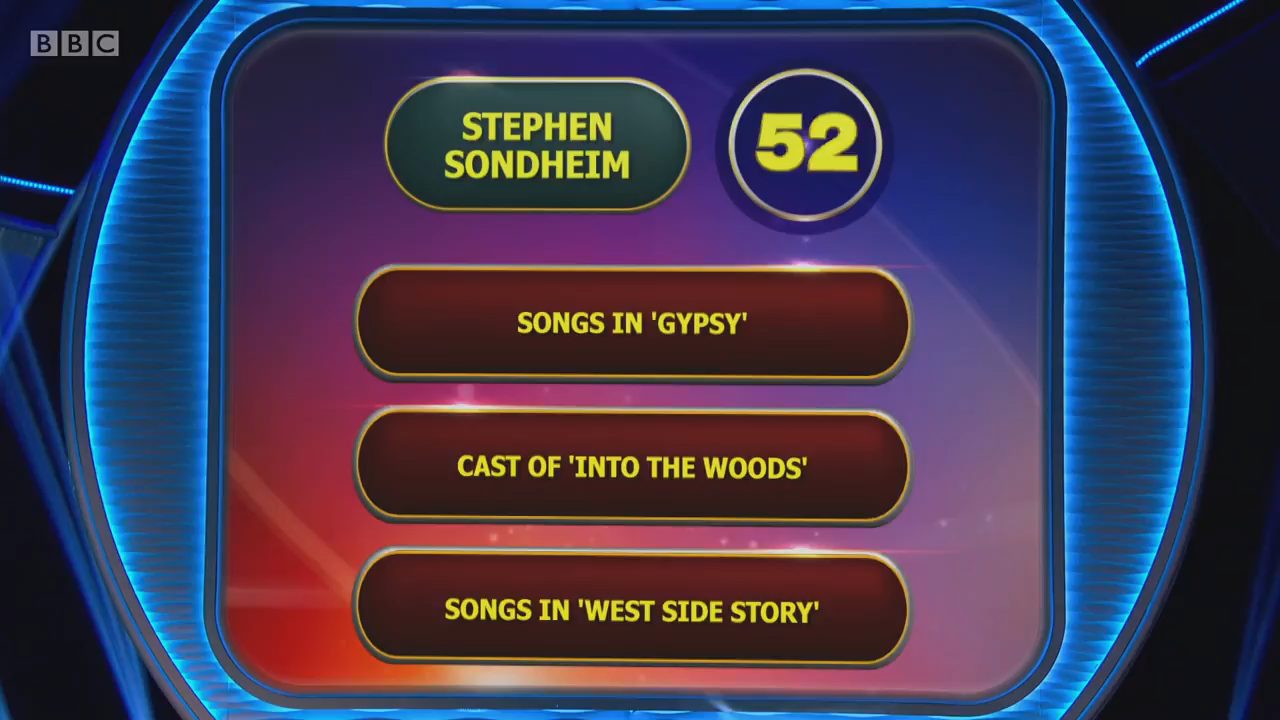 BBC
STEPHEN
SONDHEIM
52
SONGS IN 'GYPSY'
CAST OF 'INTO THE WOODS'
SONGS IN 'WEST SIDE STORY'